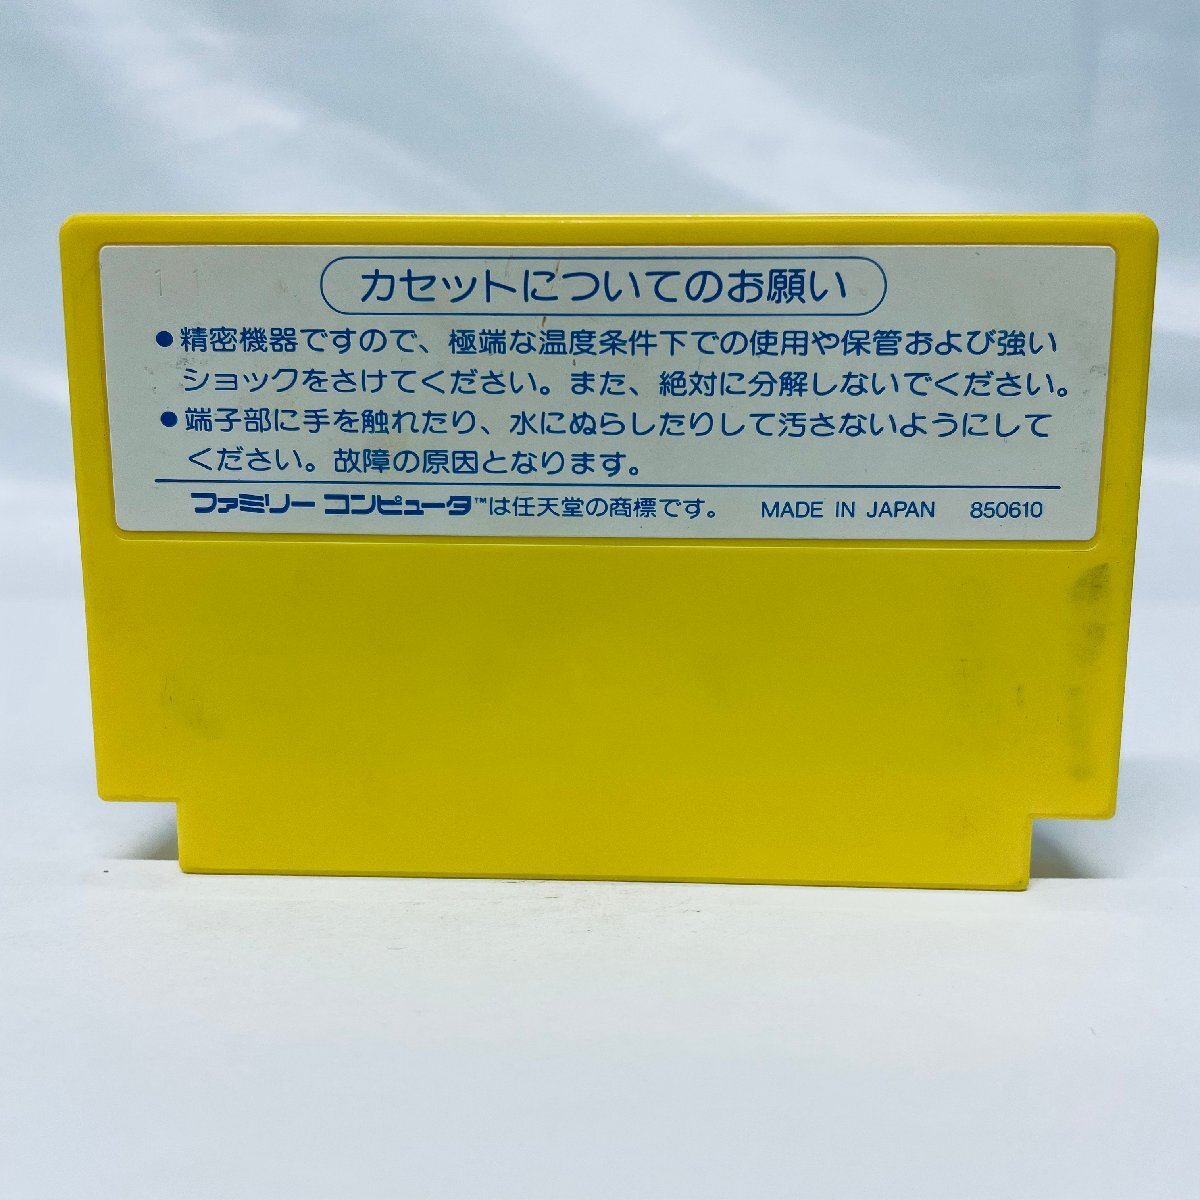 1 1
カセットについてのお願い
●精密機器ですので、極端な温度条件下での使用や保管および強い
ショックをさけてください。また、絶対に分解しないでください。
●端子部に手を触れたり、水にぬらしたりして汚さないようにして
ください。故障の原因となります。
ファミリー コンピュータ™は任天堂の商標です。 MADE IN JAPAN 850610